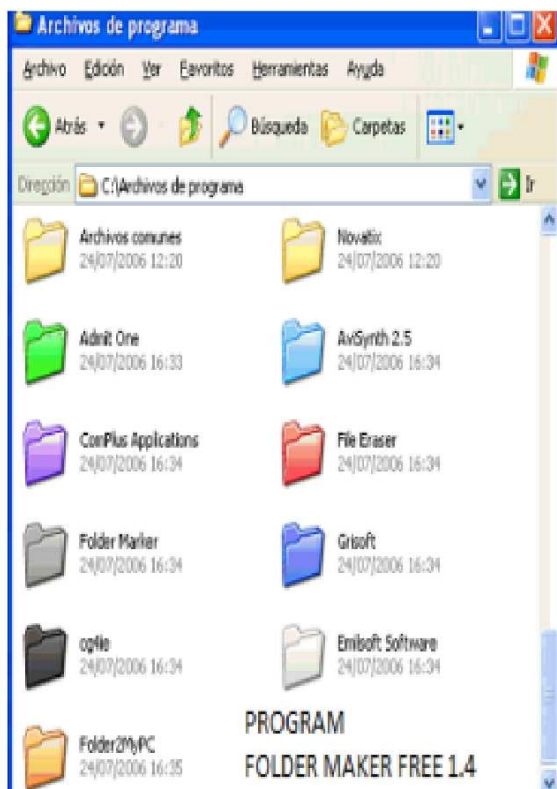 Archivos de programa
Archivo Edición Ver Favoritos Herramientas Ayuda
Atrás Búsqueda Carpetas
Dirección C:\Archivos de programa Ir
Archivos comunes
24/07/2006 12:20
Novatix
24/07/2006 12:20
Admit One
24/07/2006 16:33
AviSynth 2.5
24/07/2006 16:34
ComPlus Applications
24/07/2006 16:34
File Eraser
24/07/2006 16:34
Folder Marker
24/07/2006 16:34
Grisoft
24/07/2006 16:34
24/07/2006 16:34
Emilsoft Software
24/07/2006 16:34
Folder2MyPC
24/07/2006 16:35
PROGRAM
FOLDER MAKER FREE 1.4